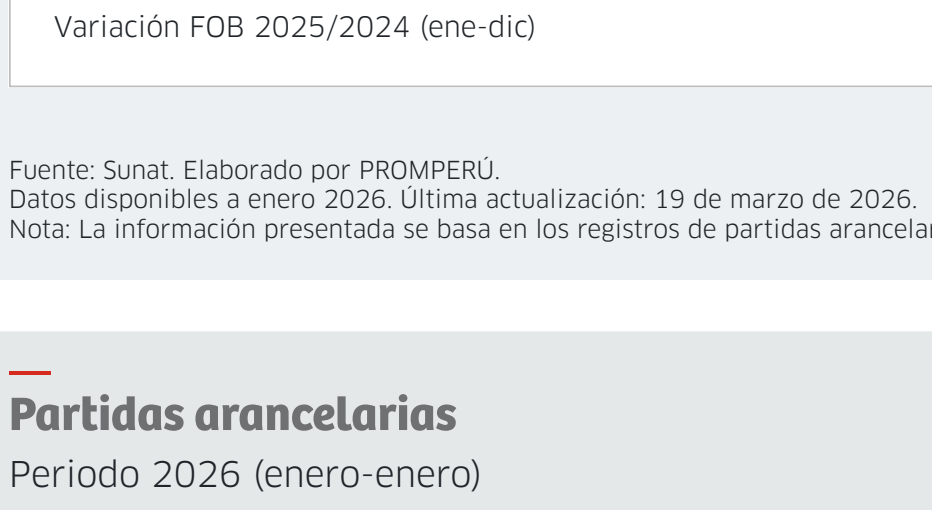 Variación FOB 2025/2024 (ene-dic)
Fuente: Sunat. Elaborado por PROMPERÚ.
Datos disponibles a enero 2026. Última actualización: 19 de marzo de 2026.
Nota: La información presentada se basa en los registros de partidas
Partidas arancelarias
Periodo 2026 (enero-enero)